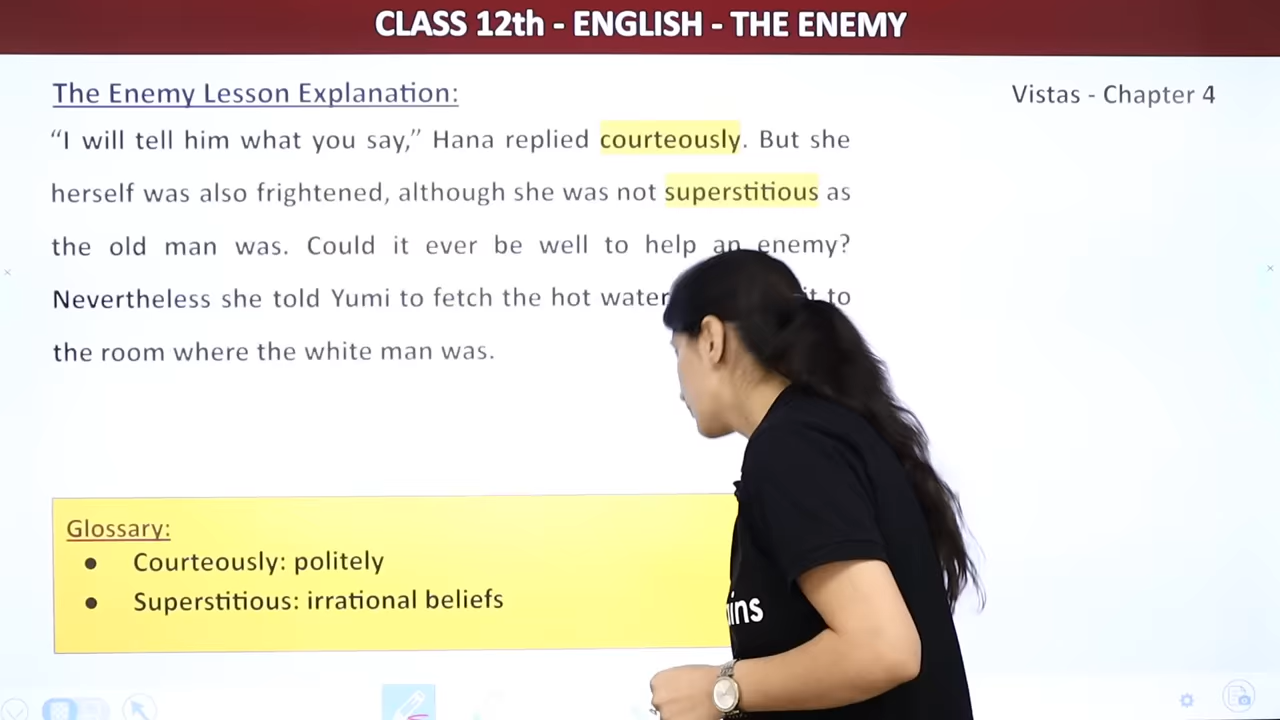 CLASS 12th - ENGLISH - THE ENEMY
The Enemy Lesson Explanation:
Vistas - Chapter 4
“I will tell him what you say,” Hana replied courteously. But she
herself was also frightened, although she was not superstitious as
the old man was. Could it ever be well to help an enemy?
Nevertheless she told Yumi to fetch the hot water it to
the room where the white man was.
Glossary:
● Courteously: politely
● Superstitious: irrational beliefs
ins